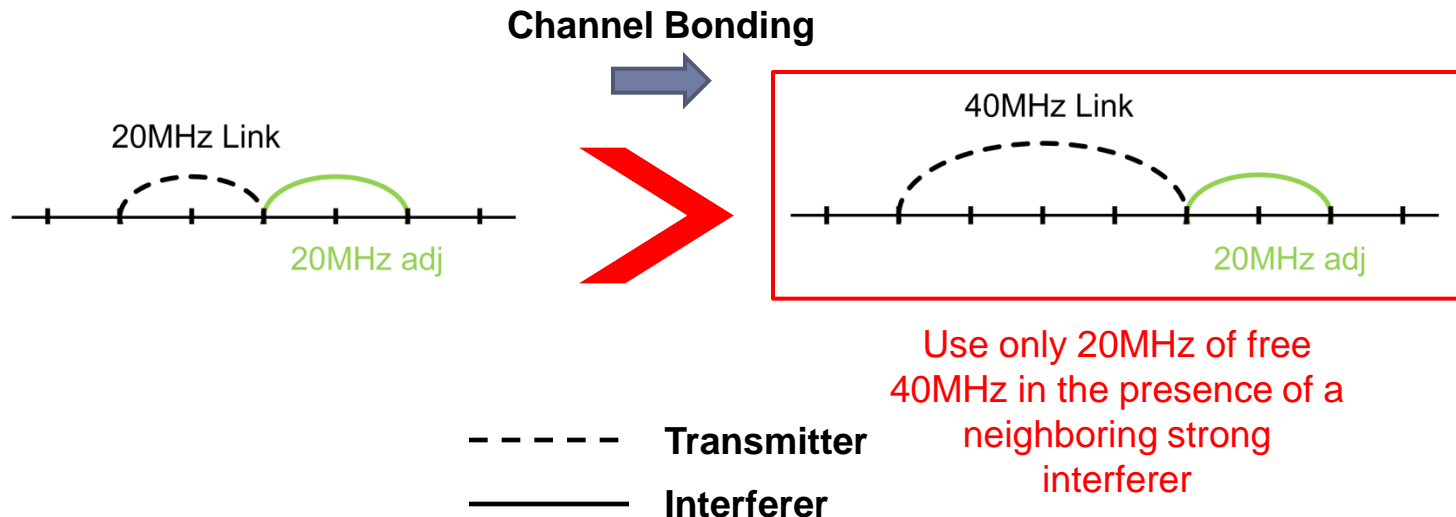 Channel Bonding
20MHz Link
20MHz adj
40MHz Link
20MHz adj
Use only 20MHz of free
40MHz in the presence of a
neighboring strong
interferer
Transmitter
Interferer